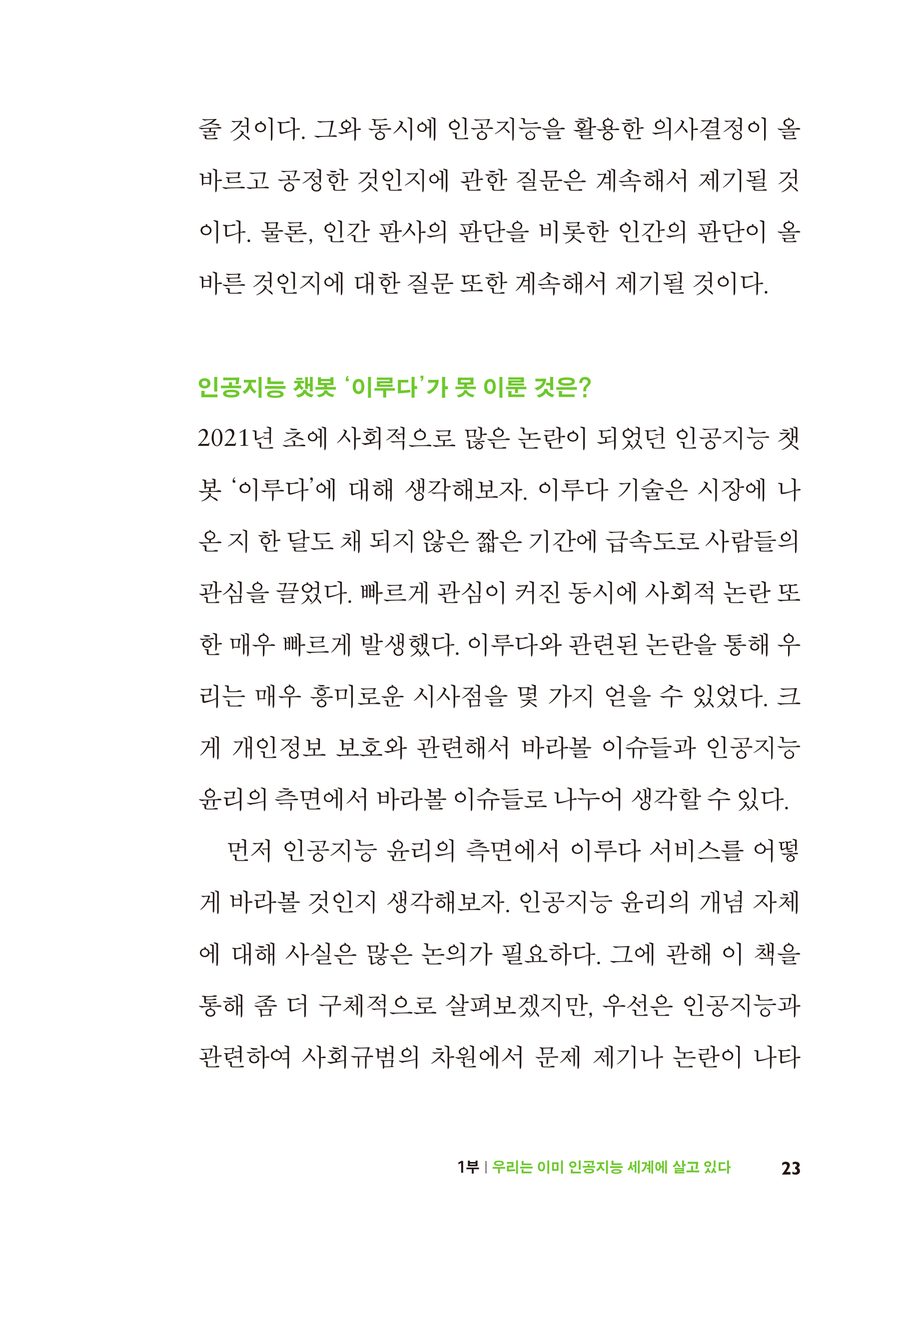 줄 것이다. 그와 동시에 인공지능을 활용한 의사결정이 올
바르고 공정한 것인지에 관한 질문은 계속해서 제기될 것
이다. 물론, 인간 판사의 판단을 비롯한 인간의 판단이 올
바른 것인지에 대한 질문 또한 계속해서 제기될 것이다.
인공지능 챗봇 ‘이루다’가 못 이룬 것은?
2021년 초에 사회적으로 많은 논란이 되었던 인공지능 챗
봇 ‘이루다’에 대해 생각해보자. 이루다 기술은 시장에 나
온 지 한 달도 채 되지 않은 짧은 기간에 급속도로 사람들의
관심을 끌었다. 빠르게 관심이 커진 동시에 사회적 논란 또
한 매우 빠르게 발생했다. 이루다와 관련된 논란을 통해 우
리는 매우 흥미로운 시사점을 몇 가지 얻을 수 있었다. 크
게 개인정보 보호와 관련해서 바라볼 이슈들과 인공지능
윤리의 측면에서 바라볼 이슈들로 나누어 생각할 수 있다.
먼저 인공지능 윤리의 측면에서 이루다 서비스를 어떻
게 바라볼 것인지 생각해보자. 인공지능 윤리의 개념 자체
에 대해 사실은 많은 논의가 필요하다. 그에 관해 이 책을
통해 좀 더 구체적으로 살펴보겠지만, 우선은 인공지능과
관련하여 사회규범의 차원에서 문제 제기나 논란이 나타
1부 | 우리는 이미 인공지능 세계에 살고 있다 23